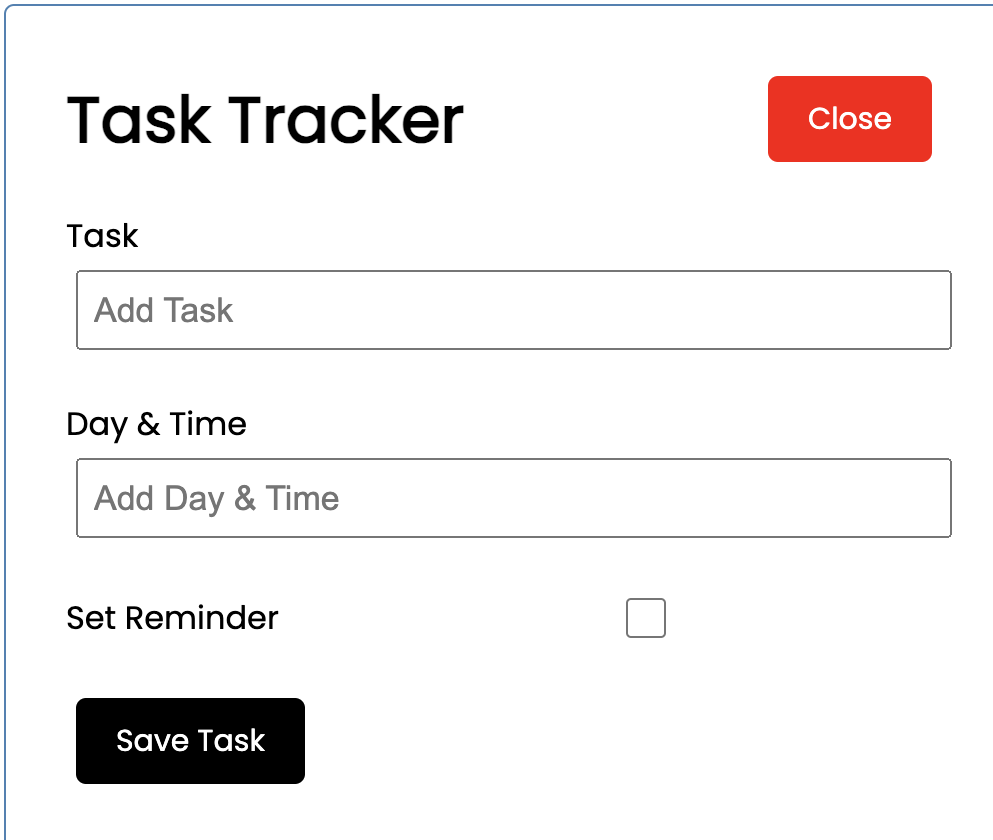 Task Tracker
Close
Task
Add Task
Day & Time
Add Day & Time
Set Reminder
Save Task